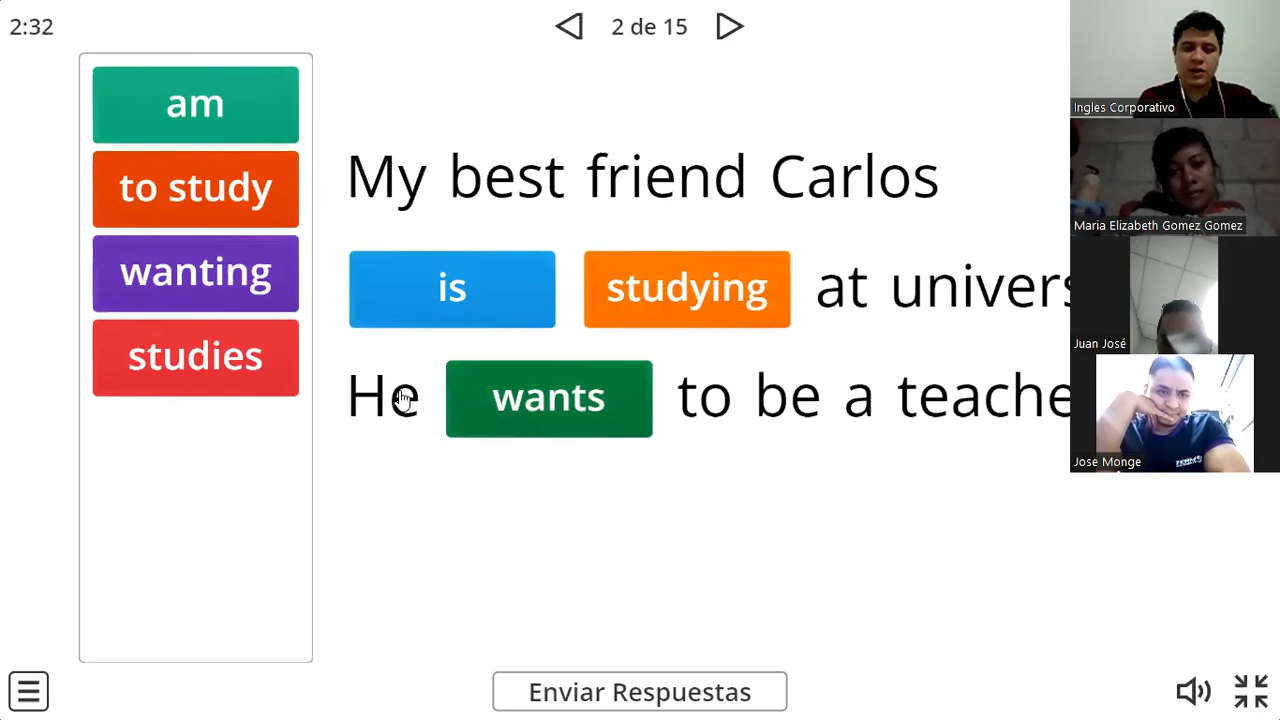 2:32
2 de 15
am
to study
wanting
studies
My best friend Carlos
is studying at univers
He wants to be a teache
Enviar Respuestas
Ingles Corporativo
Maria Elizabeth Gomez Gomez
Juan José
Jose Monge